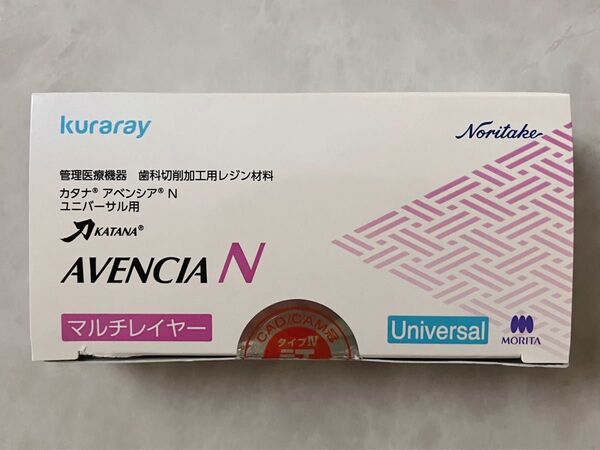 kuraray
Noritake
管理医療機器 歯科切削加工用レジン材料
カタナ® アベンシア® N
ユニバーサル用
KATANA®
AVENCIA N
マルチレイヤー
CAD/CAM冠
タイプIV
Universal
MORITA